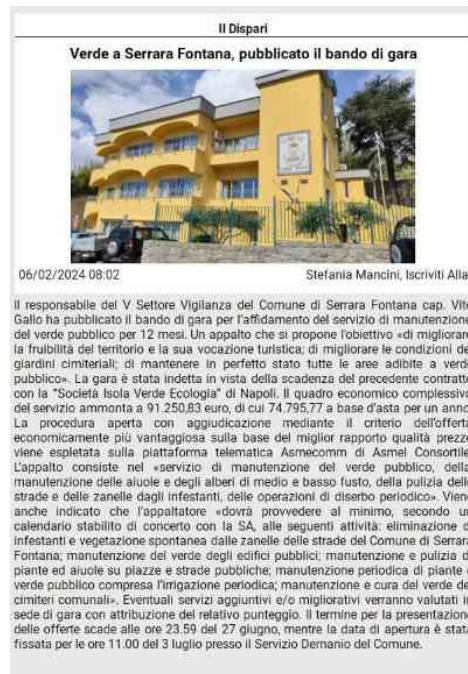 Il Dispari
Verde a Serrara Fontana, pubblicato il bando di gara
06/02/2024 08:02
Stefania Mancini, Iscriviti Alla
Il responsabile del V Settore Vigilanza del Comune di Serrara Fontana cap. Vito
Gallo ha pubblicato il bando di gara per l'affidamento del servizio di manutenzione
del verde pubblico per 12 mesi. Un appalto che si propone l'obiettivo «di migliorare
la fruibilità del territorio e la sua vocazione turistica; di migliorare le condizioni dei
giardini cimiteriali; di mantenere in perfetto stato tutte le aree adibite a verde
pubblico». La gara è stata indetta in vista della scadenza del precedente contratto
con la "Società Isola Verde Ecologia" di Napoli. Il quadro economico complessivo
del servizio ammonta a 91.250,83 euro, di cui 74.795,77 a base d'asta per un anno.
La procedura aperta con aggiudicazione mediante il criterio dell'offerta
economicamente più vantaggiosa sulla base del miglior rapporto qualità prezzo
viene espletata sulla piattaforma telematica Asmecomm di Asmel Consortile.
L'appalto consiste nel «servizio di manutenzione del verde pubblico, della
manutenzione delle aiuole e degli alberi di medio e basso fusto, della pulizia delle
strade e delle zanelle dagli infestanti, delle operazioni di diserbo periodico». Viene
anche indicato che l'appaltatore «dovrà provvedere al minimo, secondo un
calendario stabilito di concerto con la SA, alle seguenti attività: eliminazione di
infestanti e vegetazione spontanea dalle zanelle delle strade del Comune di Serrara
Fontana; manutenzione del verde degli edifici pubblici; manutenzione e pulizia di
piante ed aiuole su piazze e strade pubbliche; manutenzione periodica di piante e
verde pubblico compresa l'irrigazione periodica; manutenzione e cura del verde dei
cimiteri comunali». Eventuali servizi aggiuntivi e/o migliorativi verranno valutati in
sede di gara con attribuzione del relativo punteggio. Il termine per la presentazione
delle offerte scade alle ore 23.59 del 27 giugno, mentre la data di apertura è stata
fissata per le ore 11.00 del 3 luglio presso il Servizio Demanio del Comune.